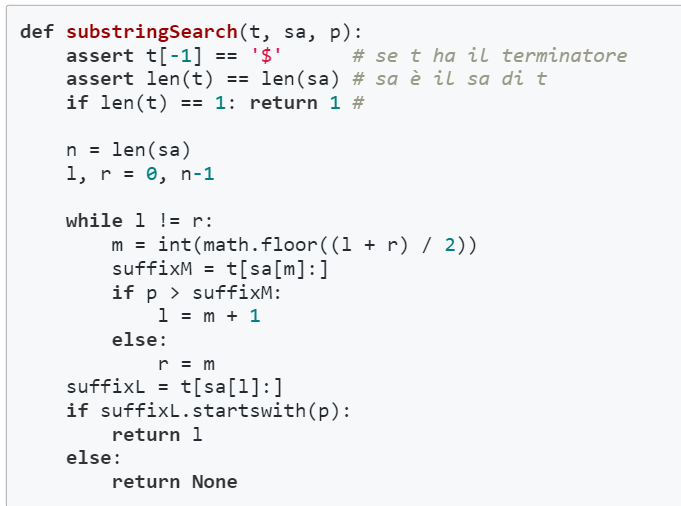 def substringSearch(t, sa, p):
    assert t[-1] == '$'      # se t ha il terminatore
    assert len(t) == len(sa) # sa è il sa di t
    if len(t) == 1: return 1 #

    n = len(sa)
    l, r = 0, n-1

    while l != r:
        m = int(math.floor((l + r) / 2))
        suffixM = t[sa[m]:]
        if p > suffixM:
            l = m + 1
        else:
            r = m
    suffixL = t[sa[l]:]
    if suffixL.startswith(p):
        return l
    else:
        return None